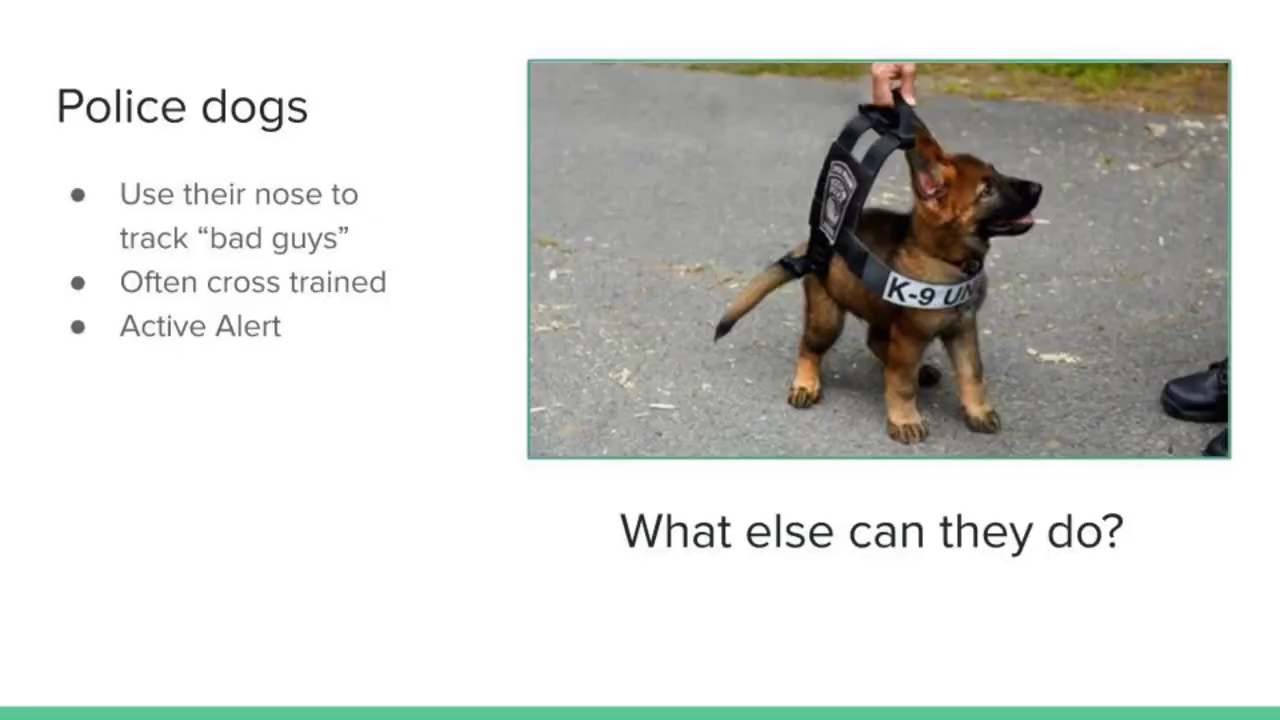 Police dogs
● Use their nose to
track “bad guys”
● Often cross trained
● Active Alert
K-9 UN
What else can they do?